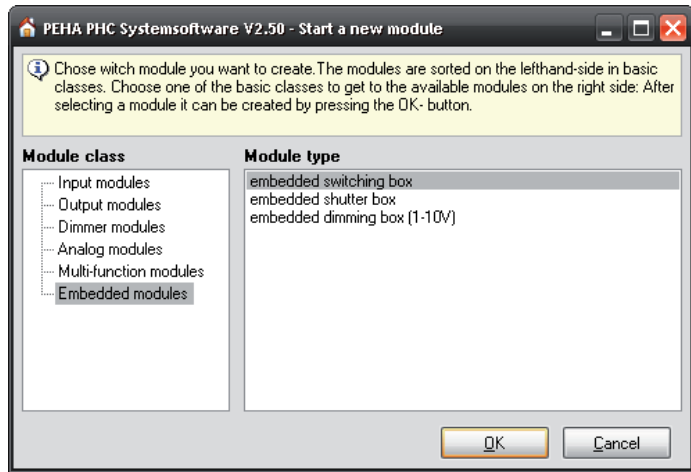 PEHA PHC Systemsoftware V2.50 - Start a new module
Chose witch module you want to create.The modules are sorted on the lefthand-side in basic
classes. Choose one of the basic classes to get to the available modules on the right side: After
selecting a module it can be created by pressing the OK- button.
Module class
Input modules
Output modules
Dimmer modules
Analog modules
Multi-function modules
Embedded modules
Module type
embedded switching box
embedded shutter box
embedded dimming box (1-10V)
OK
Cancel